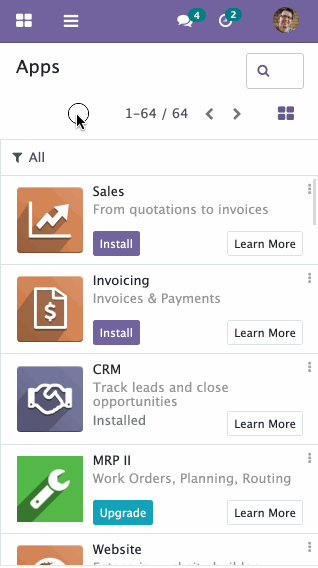 4
2
Apps
1-64 / 64
All
Sales
From quotations to invoices
Install
Learn More
Invoicing
Invoices & Payments
Install
Learn More
CRM
Track leads and close
opportunities
Installed
Learn More
MRP II
Work Orders, Planning, Routing
Upgrade
Learn More
Website